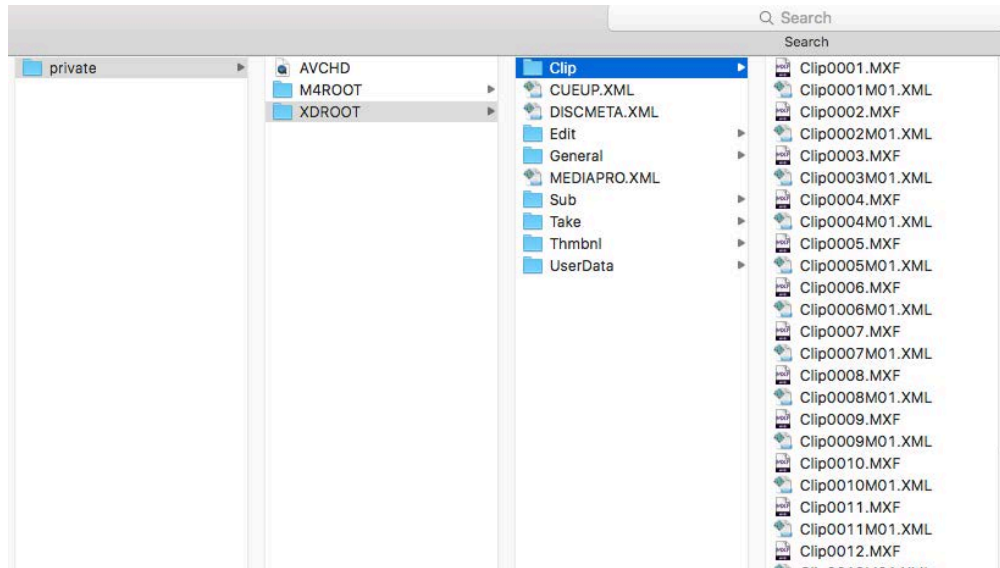 Search
Search
private
AVCHD
M4ROOT
XDROOT
Clip
CUEUP.XML
DISCMETA.XML
Edit
General
MEDIAPRO.XML
Sub
Take
Thmbnl
UserData
Clip0001.MXF
Clip0001M01.XML
Clip0002.MXF
Clip0002M01.XML
Clip0003.MXF
Clip0003M01.XML
Clip0004.MXF
Clip0004M01.XML
Clip0005.MXF
Clip0005M01.XML
Clip0006.MXF
Clip0006M01.XML
Clip0007.MXF
Clip0007M01.XML
Clip0008.MXF
Clip0008M01.XML
Clip0009.MXF
Clip0009M01.XML
Clip0010.MXF
Clip0010M01.XML
Clip0011.MXF
Clip0011M01.XML
Clip0012.MXF